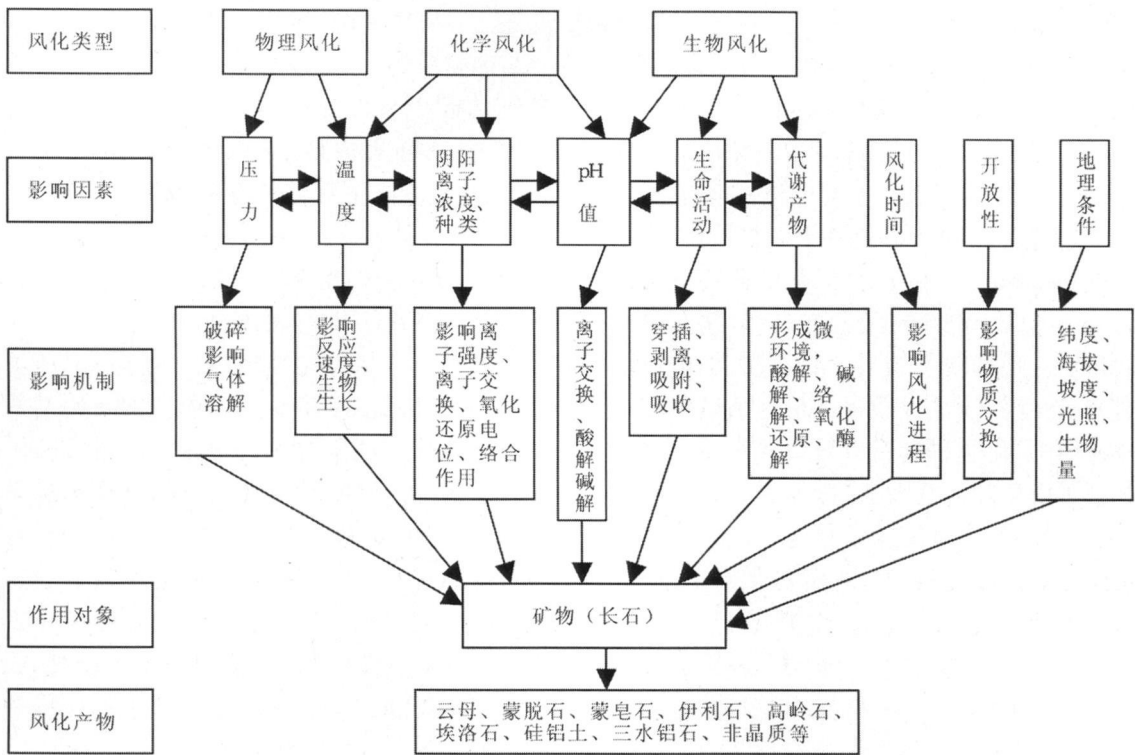 风化类型
物理风化
化学风化
生物风化
影响因素
压
力
温
度
阴阳
离子
浓度、
种类
pH
值
生
命
活
动
代
谢
产
物
风
化
时
间
开
放
性
地
理
条
件
影响机制
破碎
影响
气体
溶解
影响
反应
速度、
生物
生长
影响离
子强度、
离子交
换、氧化
还原电
位、络合
作用
离
子
交
换
、
酸
解
碱
解
穿插、
剥离、
吸附、
吸收
形成微
环境，
酸解、碱
解、络
解、氧化
还原、酶
解
影
响
风
化
进
程
影
响
物
质
交
换
纬度、
海拔、
坡度、
光照、
生物
量
作用对象
矿物（长石）
风化产物
云母、蒙脱石、蒙皂石、伊利石、高岭石、
埃洛石、硅铝土、三水铝石、非晶质等